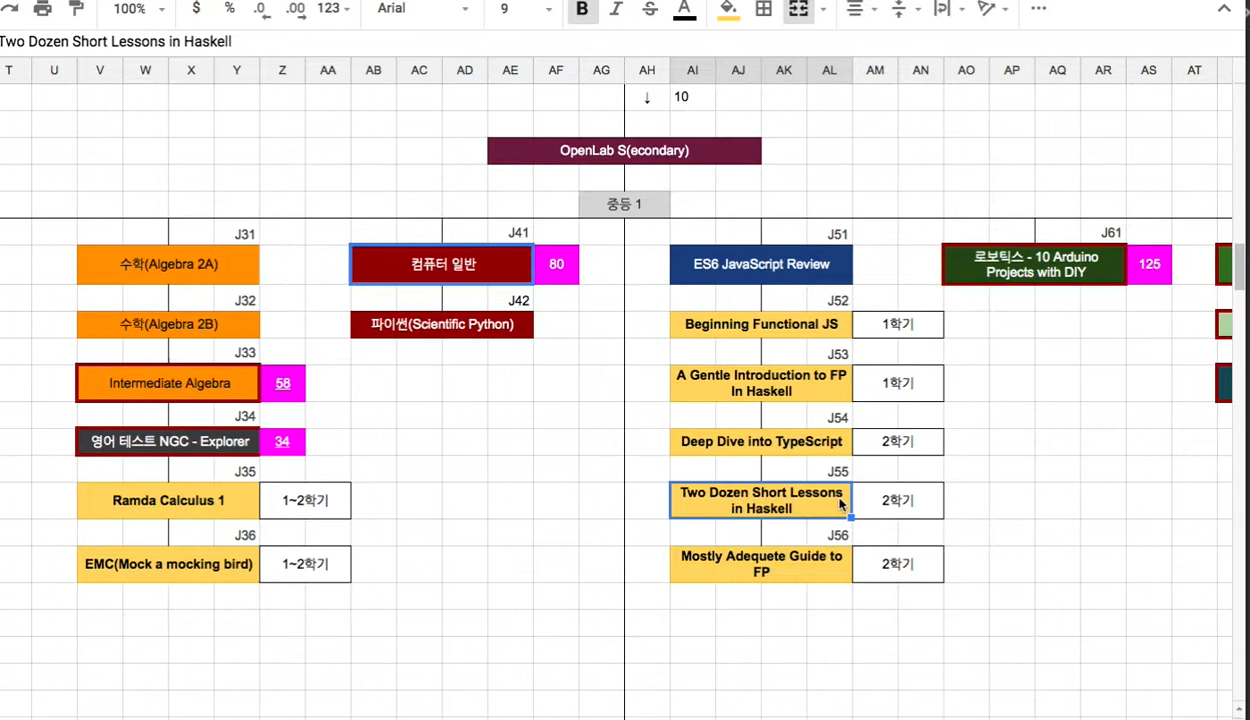 100%
$
%
.0
.00
123
Arial
9
B
I
S
A
Two Dozen Short Lessons in Haskell
T U V W X Y Z AA AB AC AD AE AF AG AH AI AJ AK AL AM AN AO AP AQ AR AS AT
↓ 10
OpenLab S(econdary)
중등 1
J31 J41 J51 J61
수학(Algebra 2A)
컴퓨터 일반
80
ES6 JavaScript Review
로보틱스 - 10 Arduino
Projects with DIY
125
J32 J42 J52
수학(Algebra 2B)
파이썬(Scientific Python)
Beginning Functional JS
1학기
J33 J53
Intermediate Algebra
58
A Gentle Introduction to FP
In Haskell
1학기
J34 J54
영어 테스트 NGC - Explorer
34
Deep Dive into TypeScript
2학기
J35 J55
Ramda Calculus 1
1~2학기
Two Dozen Short Lessons
in Haskell
2학기
J36 J56
EMC(Mock a mocking bird)
1~2학기
Mostly Adequete Guide to
FP
2학기